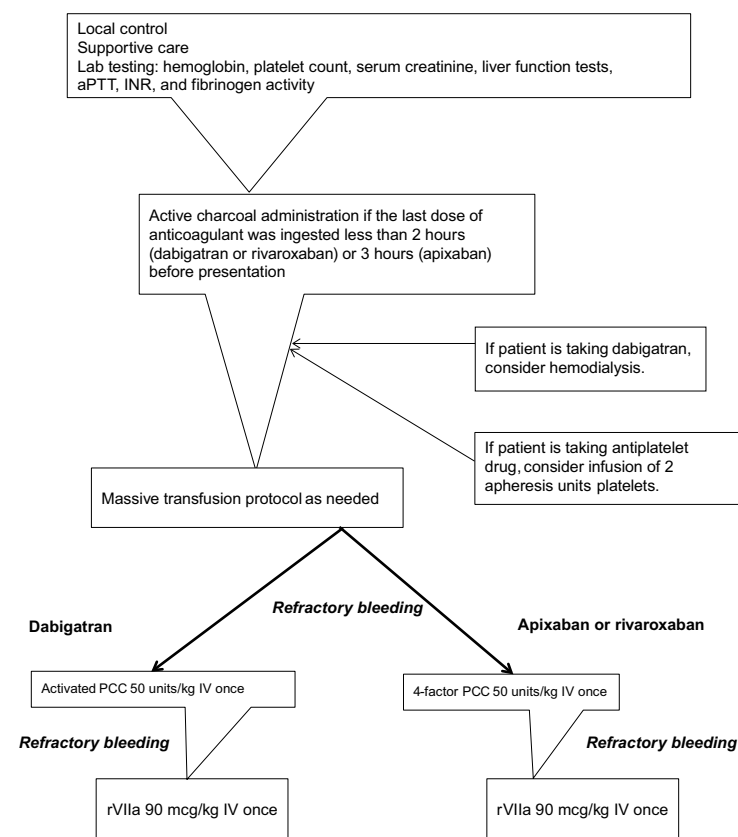 Local control
Supportive care
Lab testing: hemoglobin, platelet count, serum creatinine, liver function tests,
aPTT, INR, and fibrinogen activity
Active charcoal administration if the last dose of
anticoagulant was ingested less than 2 hours
(dabigatran or rivaroxaban) or 3 hours (apixaban)
before presentation
If patient is taking dabigatran,
consider hemodialysis.
If patient is taking antiplatelet
drug, consider infusion of 2
apheresis units platelets.
Massive transfusion protocol as needed
Refractory bleeding
Dabigatran
Apixaban or rivaroxaban
Activated PCC 50 units/kg IV once
4-factor PCC 50 units/kg IV once
Refractory bleeding
Refractory bleeding
rVIIa 90 mcg/kg IV once
rVIIa 90 mcg/kg IV once